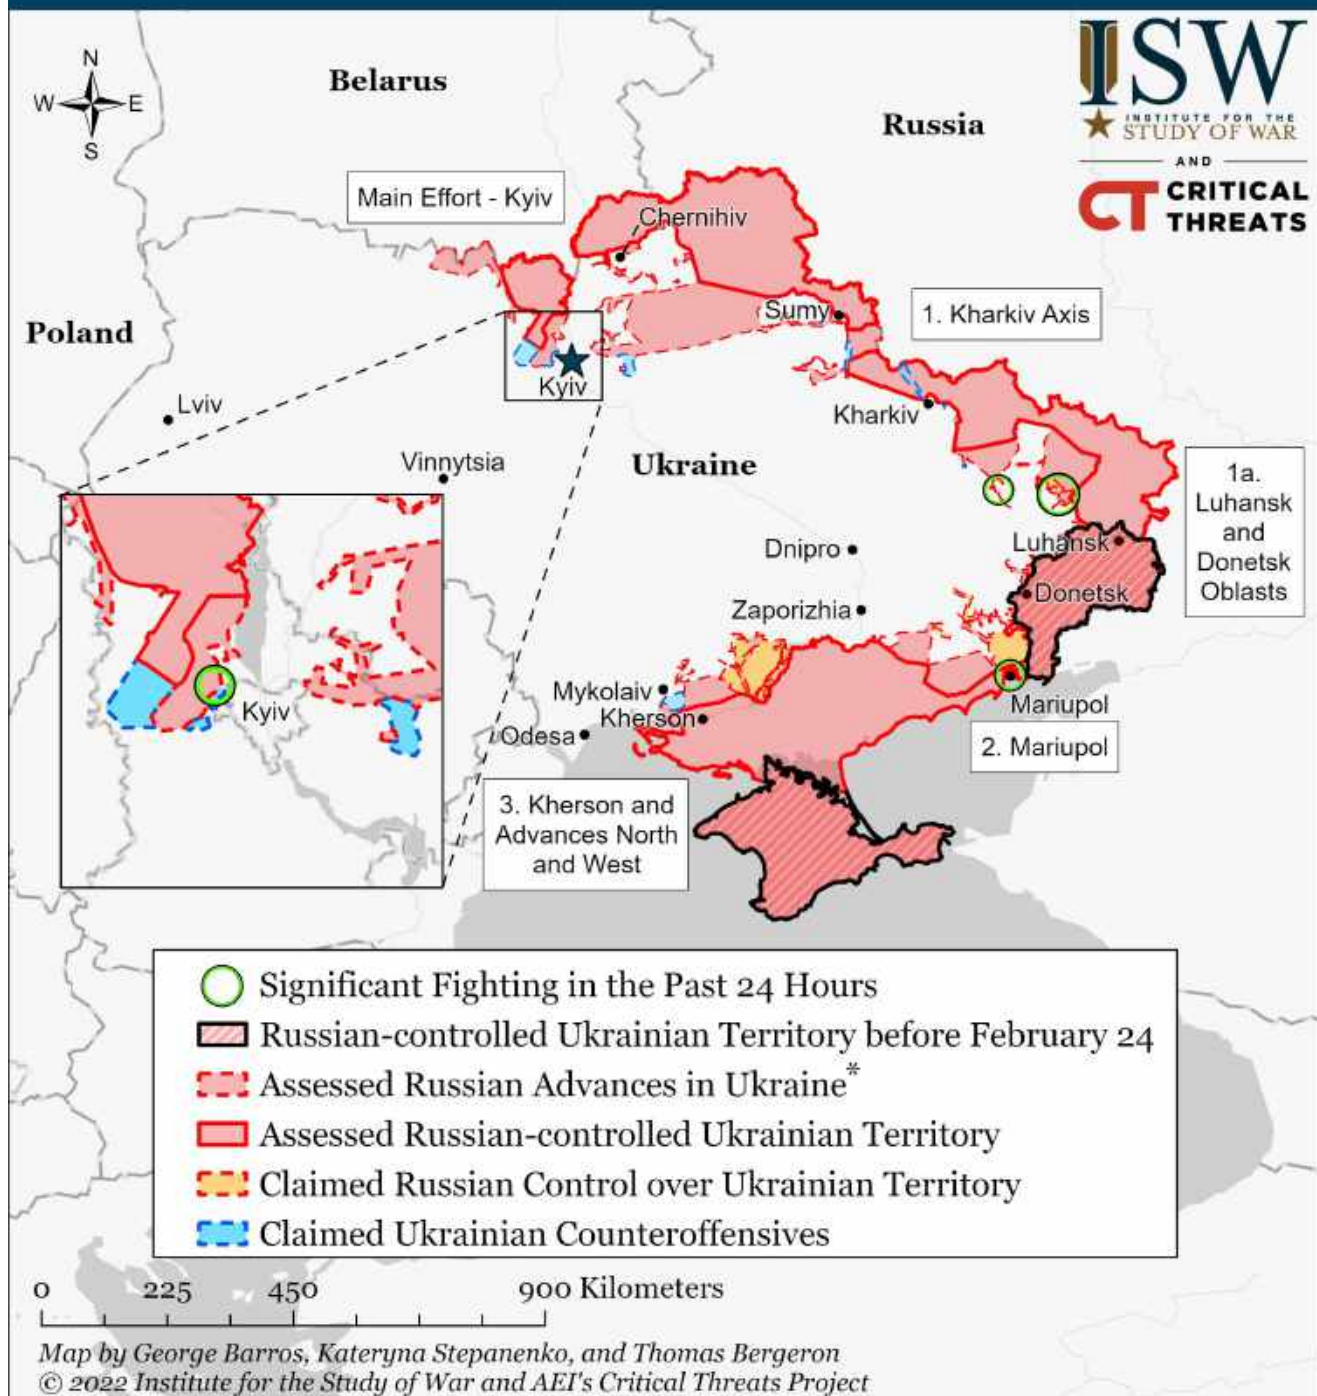 N
W
E
S
Belarus
Russia
ISW
INSTITUTE FOR THE
STUDY OF WAR
AND
CT CRITICAL
THREATS
Main Effort - Kyiv
Chernihiv
Sumy
1. Kharkiv Axis
Poland
Kyiv
Lviv
Kharkiv
Vinnytsia
Ukraine
1a.
Luhansk
and
Donetsk
Oblasts
Luhansk
Dnipro
Donetsk
Zaporizhia
Kyiv
Mykolaiv
Kherson
Odesa
Mariupol
2. Mariupol
3. Kherson and
Advances North
and West
Significant Fighting in the Past 24 Hours
Russian-controlled Ukrainian Territory before February 24
Assessed Russian Advances in Ukraine*
Assessed Russian-controlled Ukrainian Territory
Claimed Russian Control over Ukrainian Territory
Claimed Ukrainian Counteroffensives
0 225 450 900 Kilometers
Map by George Barros, Kateryna Stepanenko, and Thomas Bergeron
© 2022 Institute for the Study of War and AEI's Critical Threats Project